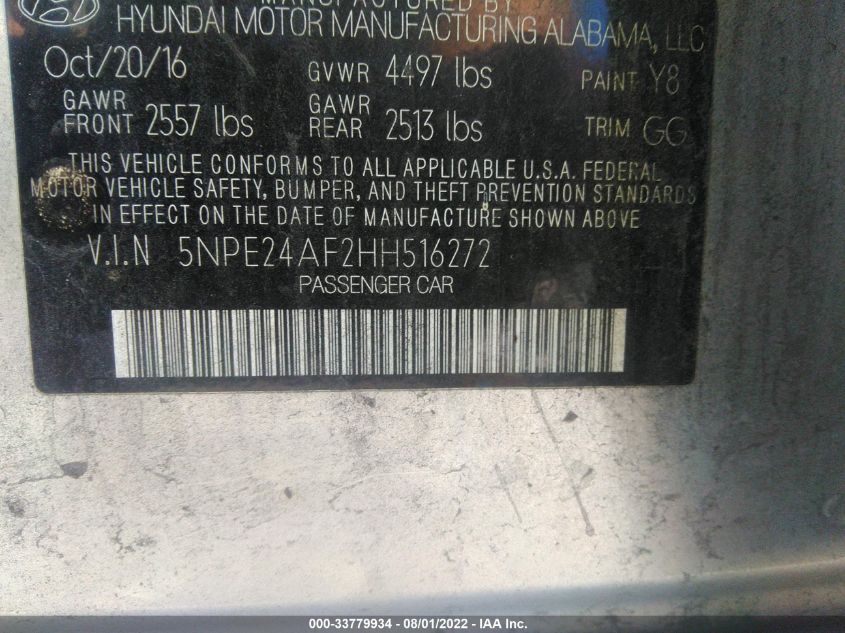 MANUFACTURED BY
HYUNDAI MOTOR MANUFACTURING ALABAMA, LLC
Oct/20/16 GVWR 4497 lbs PAINT Y8
GAWR FRONT 2557 lbs GAWR REAR 2513 lbs TRIM GG
THIS VEHICLE CONFORMS TO ALL APPLICABLE U.S.A. FEDERAL
MOTOR VEHICLE SAFETY, BUMPER, AND THEFT PREVENTION STANDARDS
IN EFFECT ON THE DATE OF MANUFACTURE SHOWN ABOVE
V.I.N 5NPE24AF2HH516272
PASSENGER CAR
000-33779934 - 08/01/2022 - IAA Inc.